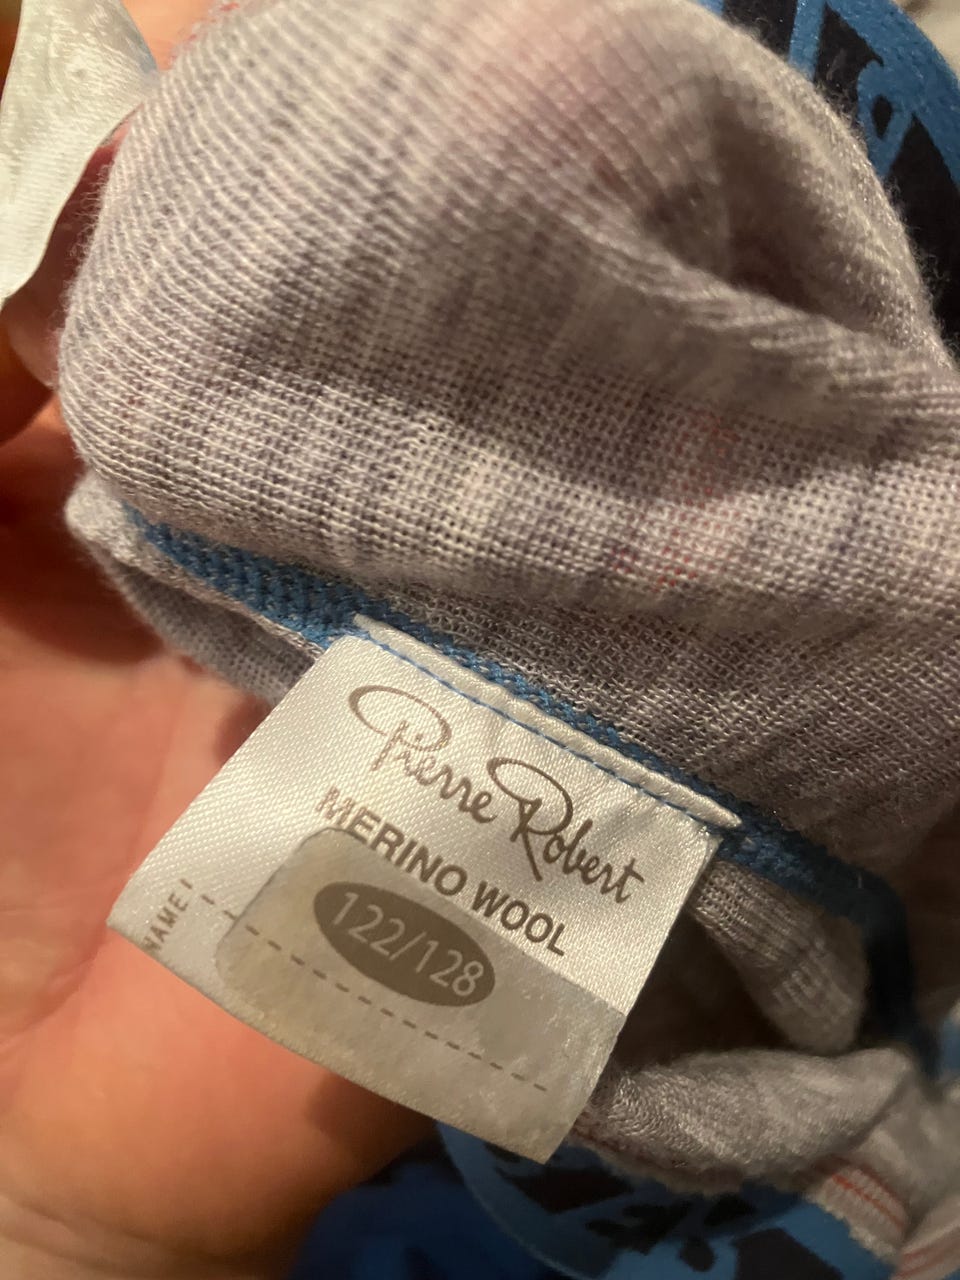 Pierre Robert
MERINO WOOL
122/128
NAME